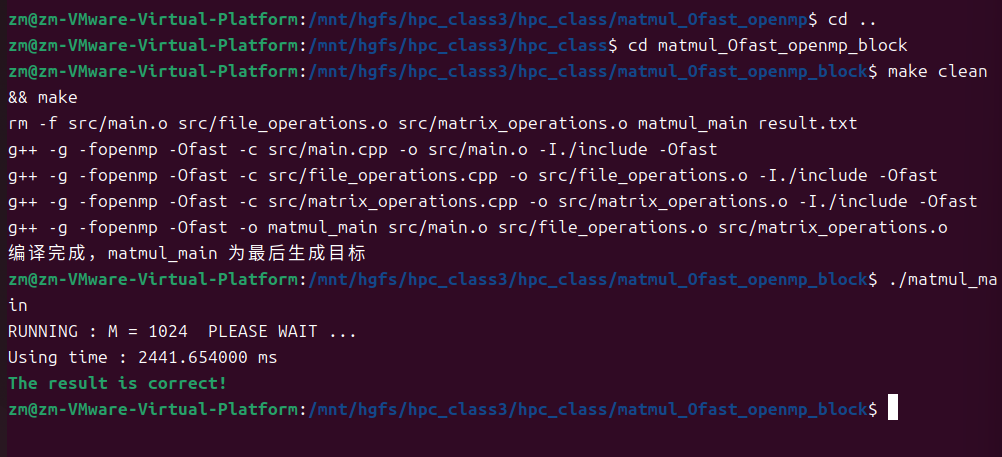 zm@zm-VMware-Virtual-Platform:/mnt/hgfs/hpc_class3/hpc_class/matmul_Ofast_openmp$ cd ..
zm@zm-VMware-Virtual-Platform:/mnt/hgfs/hpc_class3/hpc_class$ cd matmul_Ofast_openmp_block
zm@zm-VMware-Virtual-Platform:/mnt/hgfs/hpc_class3/hpc_class/matmul_Ofast_openmp_block$ make clean
&& make
rm -f src/main.o src/file_operations.o src/matrix_operations.o matmul_main result.txt
g++ -g -fopenmp -Ofast -c src/main.cpp -o src/main.o -I./include -Ofast
g++ -g -fopenmp -Ofast -c src/file_operations.cpp -o src/file_operations.o -I./include -Ofast
g++ -g -fopenmp -Ofast -c src/matrix_operations.cpp -o src/matrix_operations.o -I./include -Ofast
g++ -g -fopenmp -Ofast -o matmul_main src/main.o src/file_operations.o src/matrix_operations.o
编译完成，matmul_main 为最后生成目标
zm@zm-VMware-Virtual-Platform:/mnt/hgfs/hpc_class3/hpc_class/matmul_Ofast_openmp_block$ ./matmul_ma
in
RUNNING : M = 1024  PLEASE WAIT ...
Using time : 2441.654000 ms
The result is correct!
zm@zm-VMware-Virtual-Platform:/mnt/hgfs/hpc_class3/hpc_class/matmul_Ofast_openmp_block$